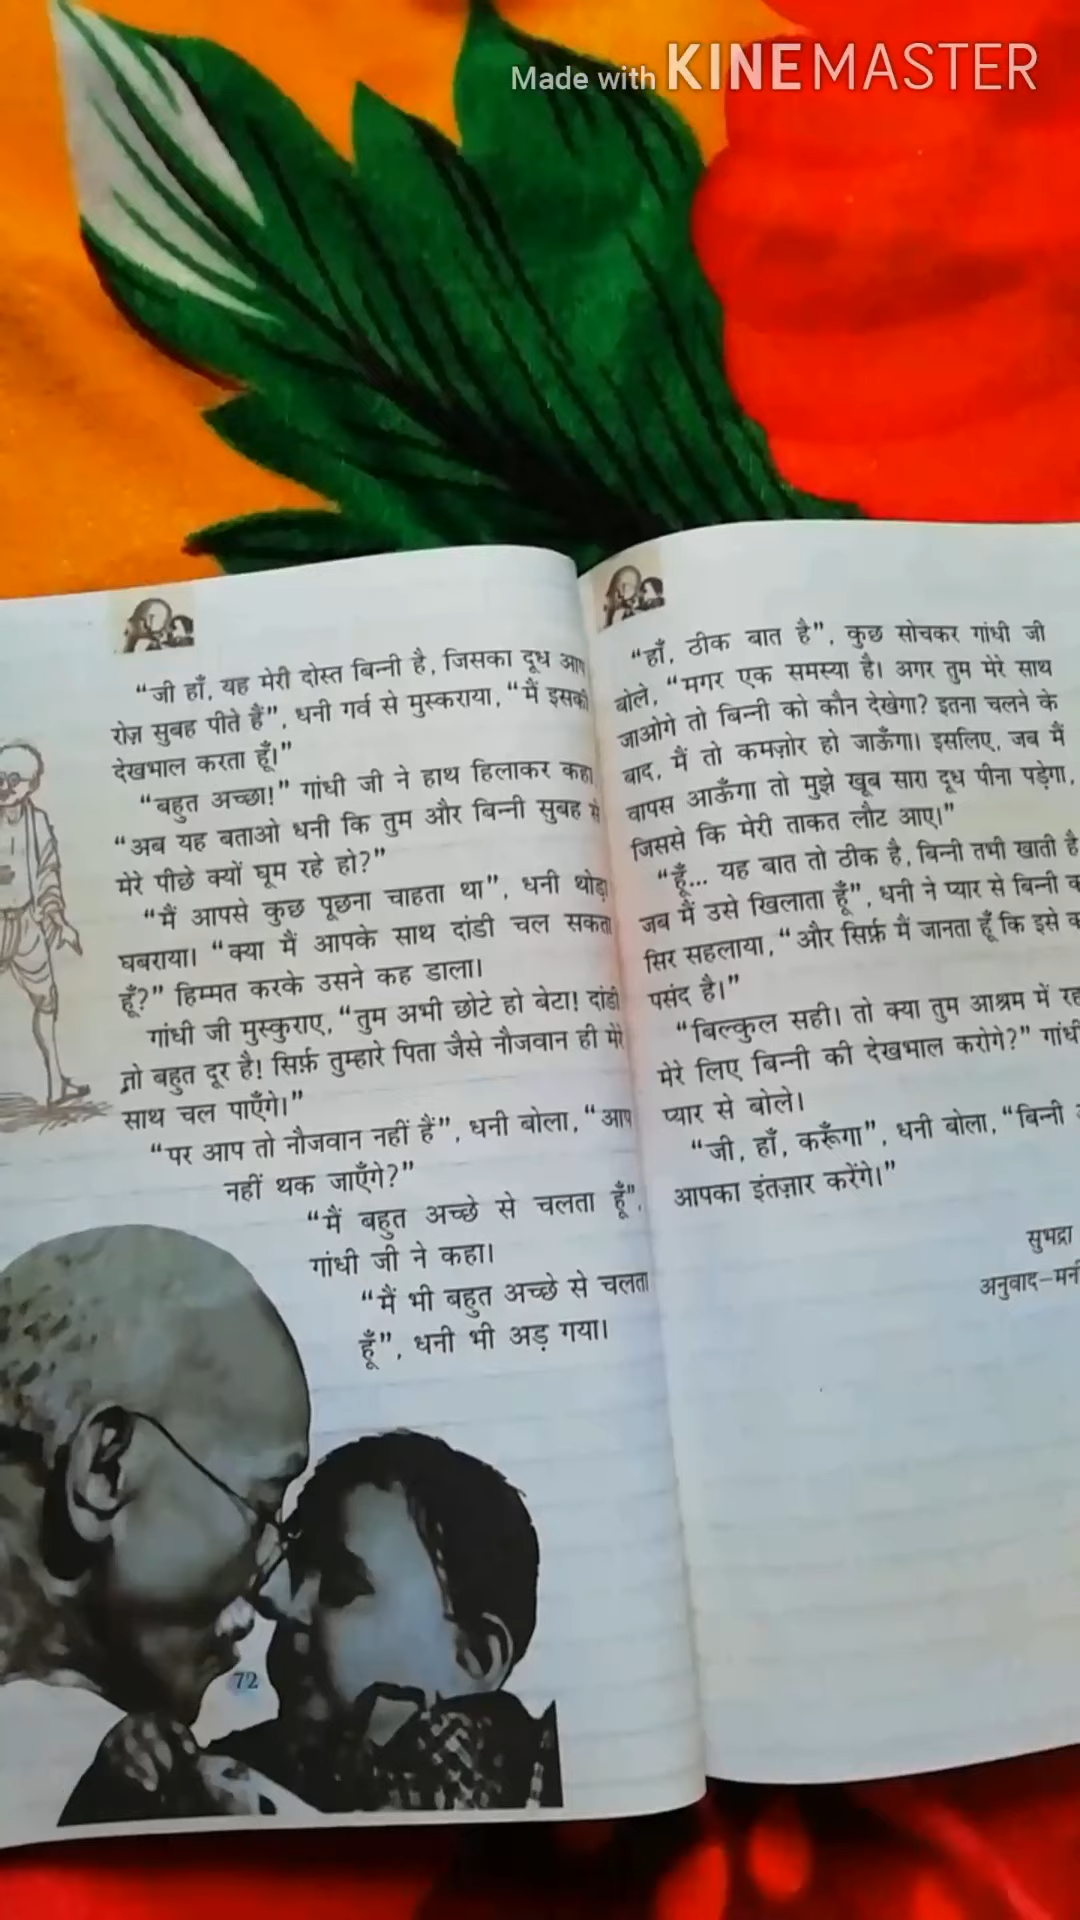 Made with KINEMASTER
“जी हाँ, यह मेरी दोस्त बिन्नी है, जिसका दूध आप
रोज़ सुबह पीते हैं”, धनी गर्व से मुस्कराया, “मैं इसकी
देखभाल करता हूँ।”
“बहुत अच्छा!” गांधी जी ने हाथ हिलाकर कहा,
“अब यह बताओ धनी कि तुम और बिन्नी सुबह से
मेरे पीछे क्यों घूम रहे हो?”
“मैं आपसे कुछ पूछना चाहता था”, धनी थोड़ा
घबराया। “क्या मैं आपके साथ दांडी चल सकता
हूँ?” हिम्मत करके उसने कह डाला।
गांधी जी मुस्कुराए, “तुम अभी छोटे हो बेटा! दांडी
तो बहुत दूर है! सिर्फ़ तुम्हारे पिता जैसे नौजवान ही मेरे
साथ चल पाएँगे।”
“पर आप तो नौजवान नहीं हैं”, धनी बोला, “आप
नहीं थक जाएँगे?”
“मैं बहुत अच्छे से चलता हूँ”,
गांधी जी ने कहा।
“मैं भी बहुत अच्छे से चलता
हूँ”, धनी भी अड़ गया।
72
“हाँ, ठीक बात है”, कुछ सोचकर गांधी जी
बोले, “मगर एक समस्या है। अगर तुम मेरे साथ
जाओगे तो बिन्नी को कौन देखेगा? इतना चलने के
बाद, मैं तो कमज़ोर हो जाऊँगा। इसलिए, जब मैं
वापस आऊँगा तो मुझे खूब सारा दूध पीना पड़ेगा,
जिससे कि मेरी ताकत लौट आए।”
“हूँ... यह बात तो ठीक है, बिन्नी तभी खाती है
जब मैं उसे खिलाता हूँ”, धनी ने प्यार से बिन्नी
सिर सहलाया, “और सिर्फ़ मैं जानता हूँ कि इसे
पसंद है।”
“बिल्कुल सही। तो क्या तुम आश्रम में
मेरे लिए बिन्नी की देखभाल करोगे?” गांधी
प्यार से बोले।
“जी, हाँ, करूँगा”, धनी बोला, “बिन्नी
आपका इंतज़ार करेंगे।”
सुभद्रा
अनुवाद–